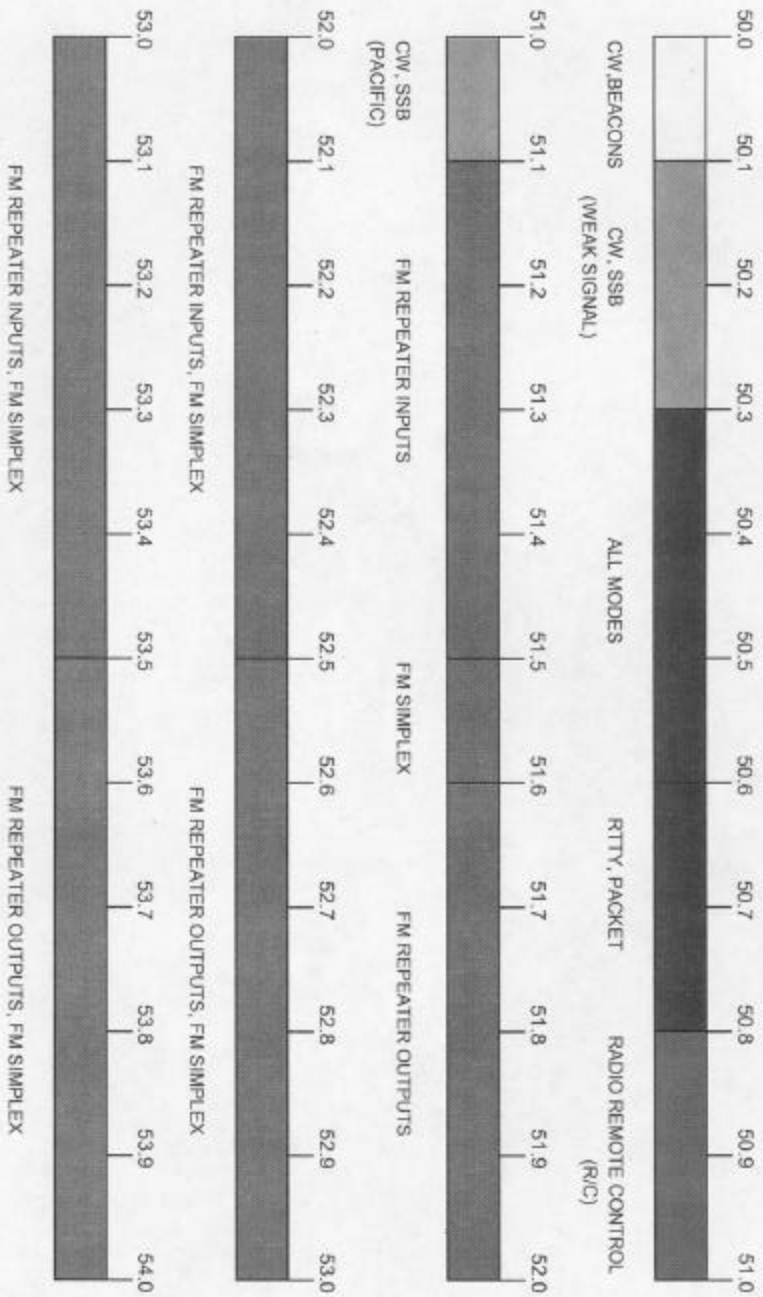 50.0 50.1 50.2 50.3 50.4 50.5 50.6 50.7 50.8 50.9 51.0
CW,BEACONS CW, SSB ALL MODES RTTY, PACKET RADIO REMOTE CONTROL
(WEAK SIGNAL) (R/C)
51.0 51.1 51.2 51.3 51.4 51.5 51.6 51.7 51.8 51.9 52.0
CW, SSB FM REPEATER INPUTS FM SIMPLEX FM REPEATER OUTPUTS
(PACIFIC)
52.0 52.1 52.2 52.3 52.4 52.5 52.6 52.7 52.8 52.9 53.0
FM REPEATER INPUTS, FM SIMPLEX FM REPEATER OUTPUTS, FM SIMPLEX
53.0 53.1 53.2 53.3 53.4 53.5 53.6 53.7 53.8 53.9 54.0
FM REPEATER INPUTS, FM SIMPLEX FM REPEATER OUTPUTS, FM SIMPLEX